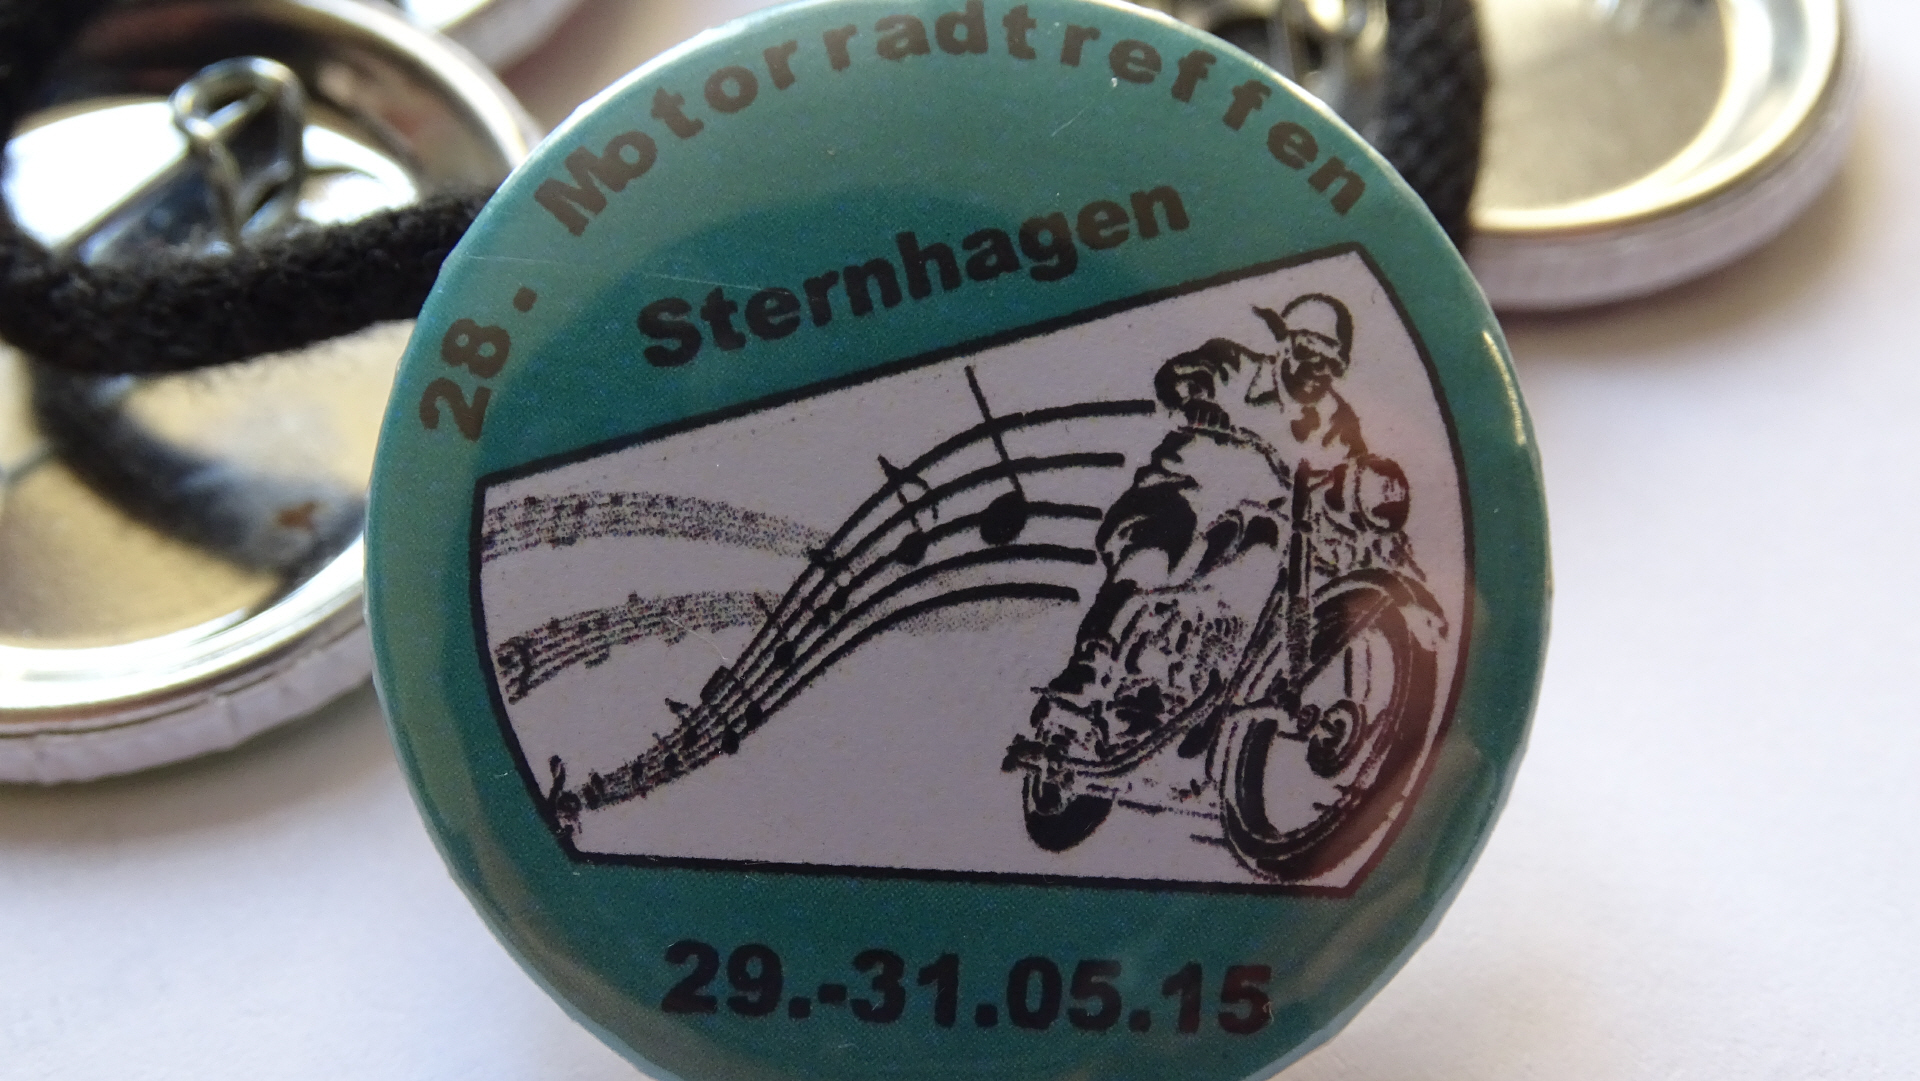 28. Motorradtreffen
Sternhagen
29.-31.05.15